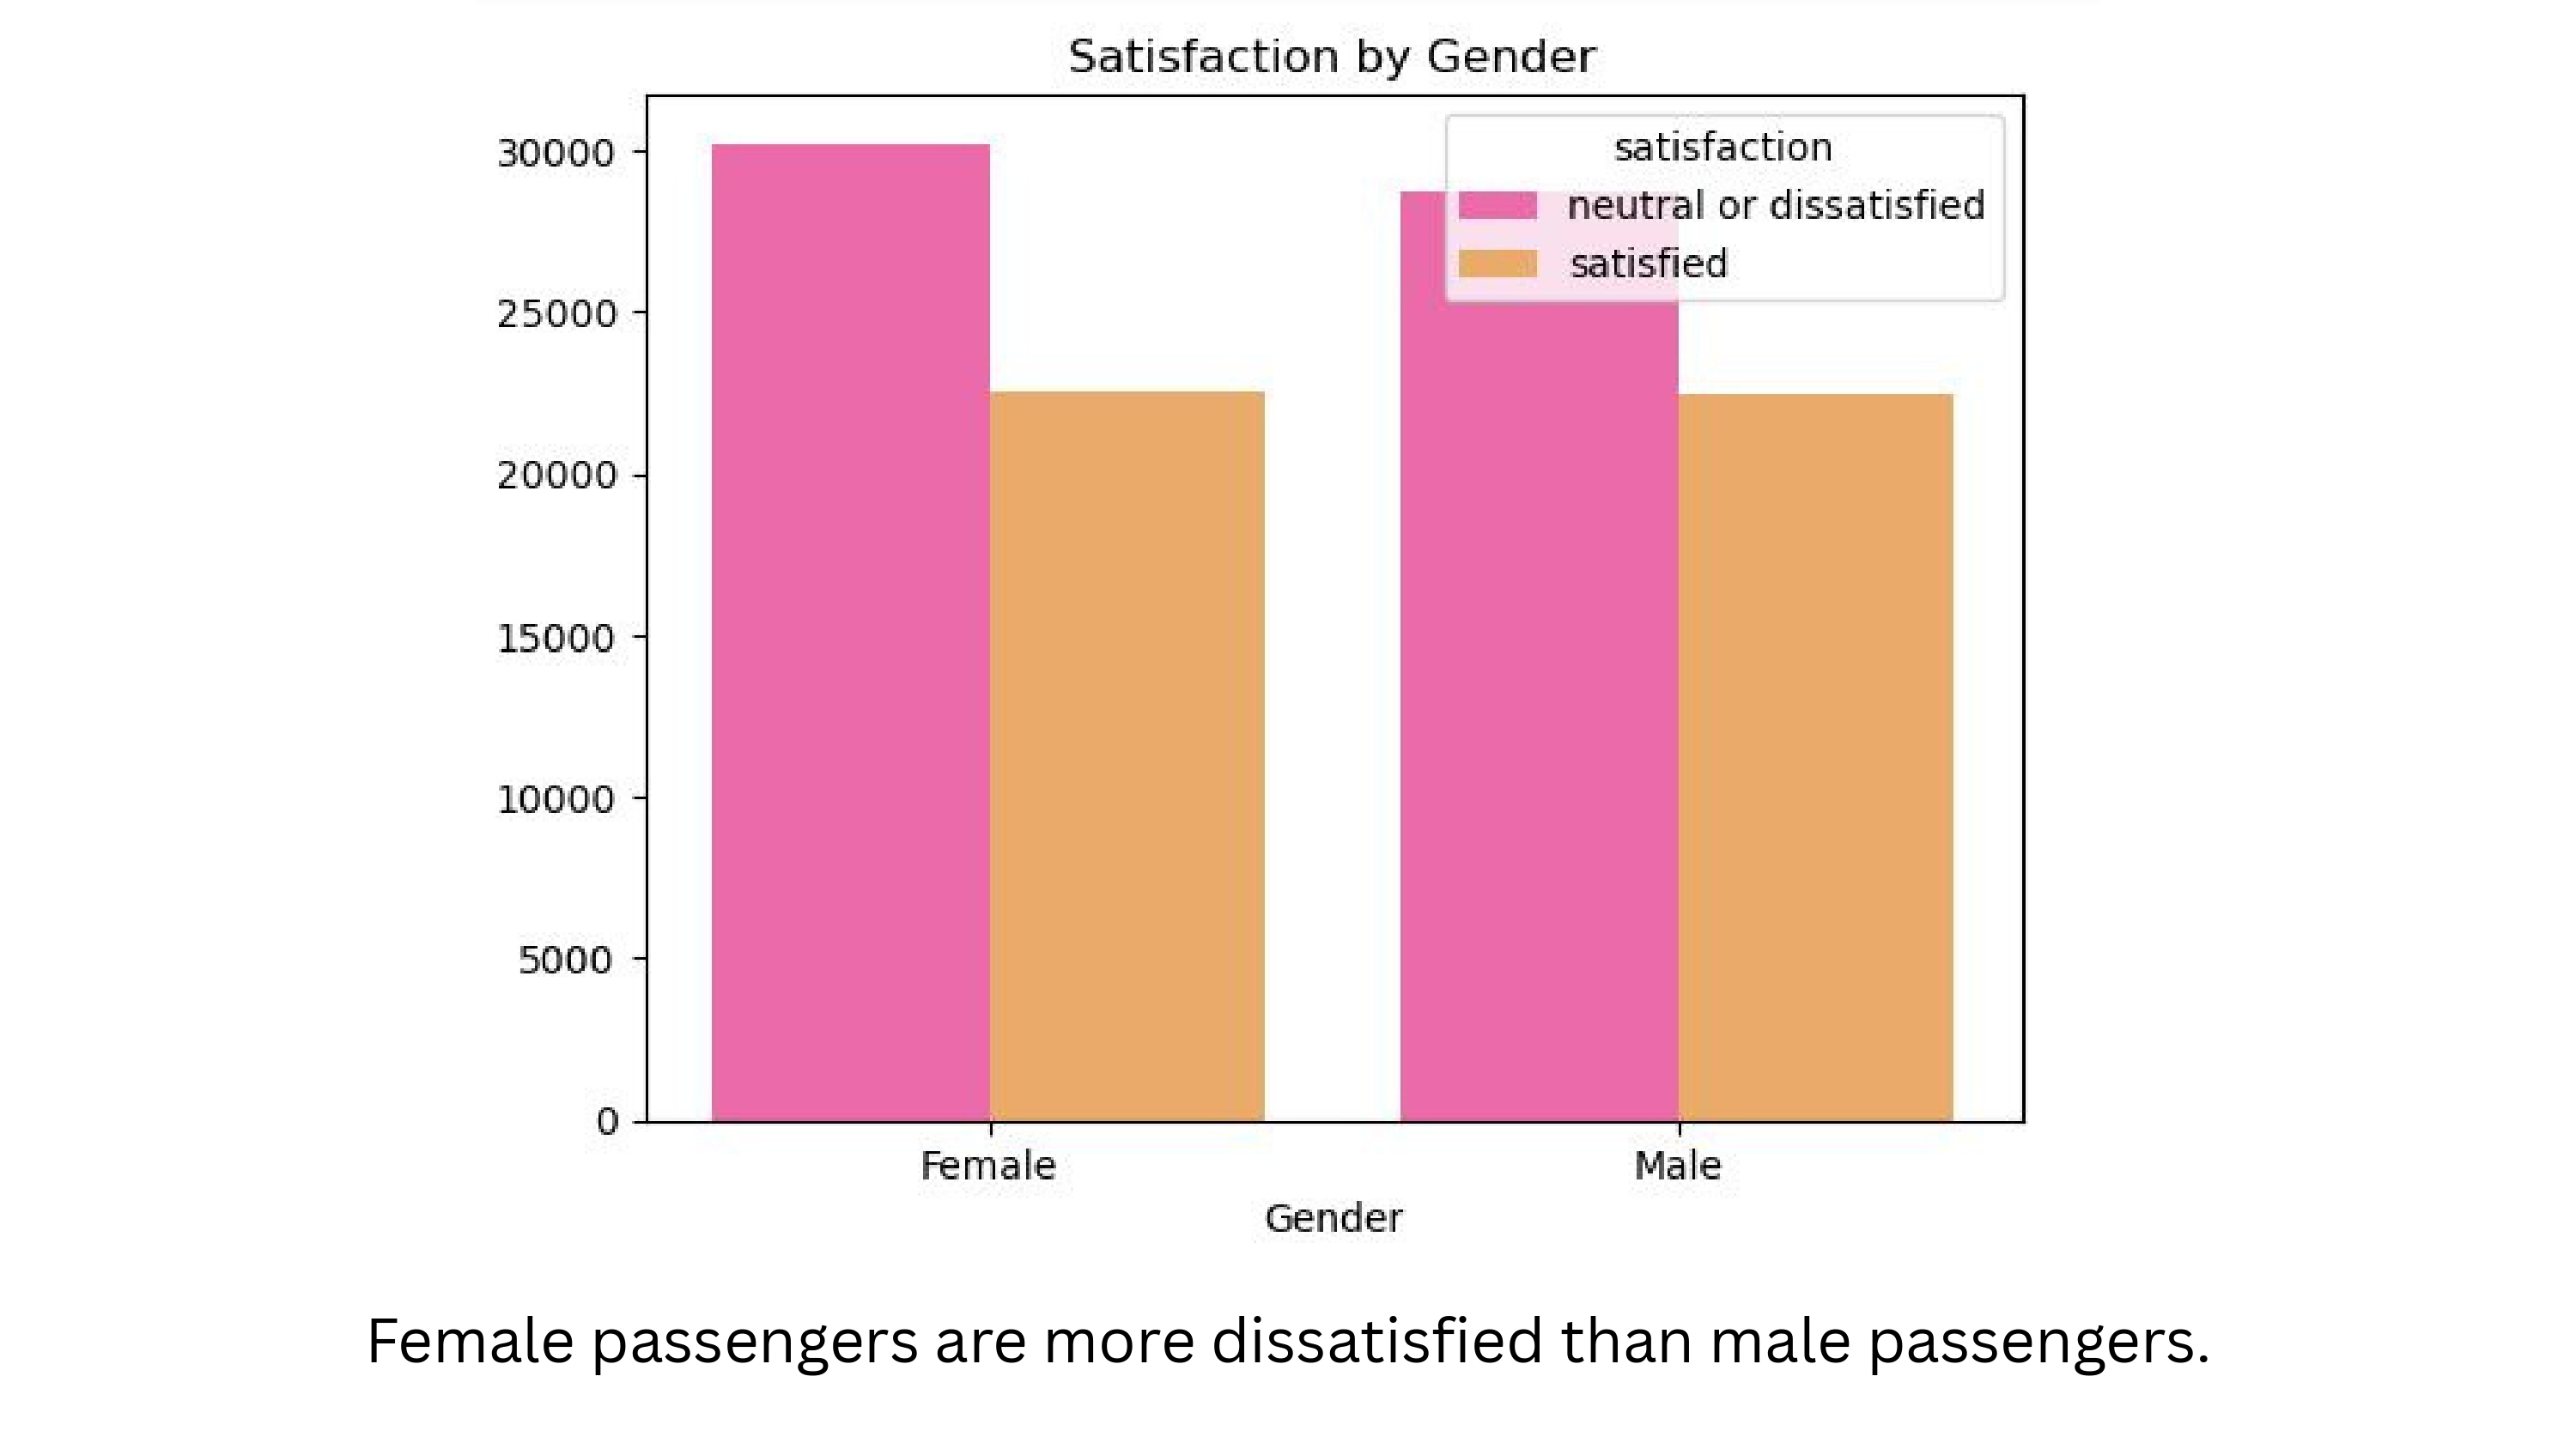 Satisfaction by Gender
30000
25000
20000
15000
10000
5000
0
satisfaction
neutral or dissatisfied
satisfied
Female
Male
Gender
Female passengers are more dissatisfied than male passengers.